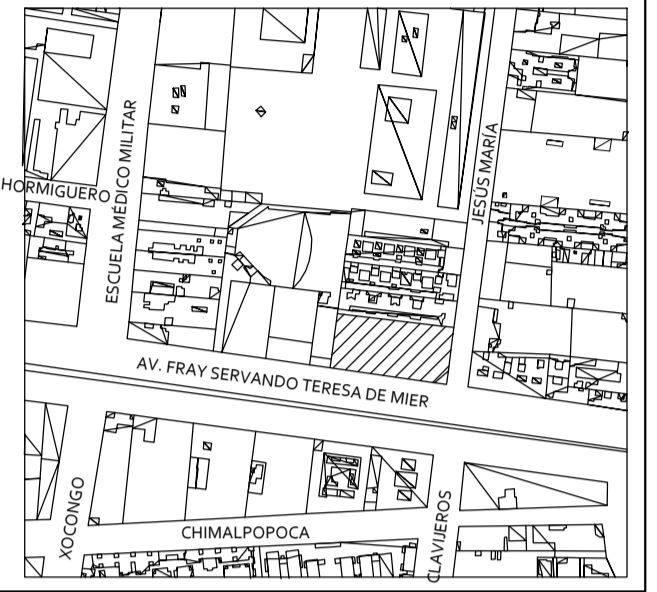 HORMIGUERO
ESCUELA MÉDICO MILITAR
JESÚS MARÍA
AV. FRAY SERVANDO TERESA DE MIER
XOCONGO
CHIMALPOPOCA
CLAVIJEROS